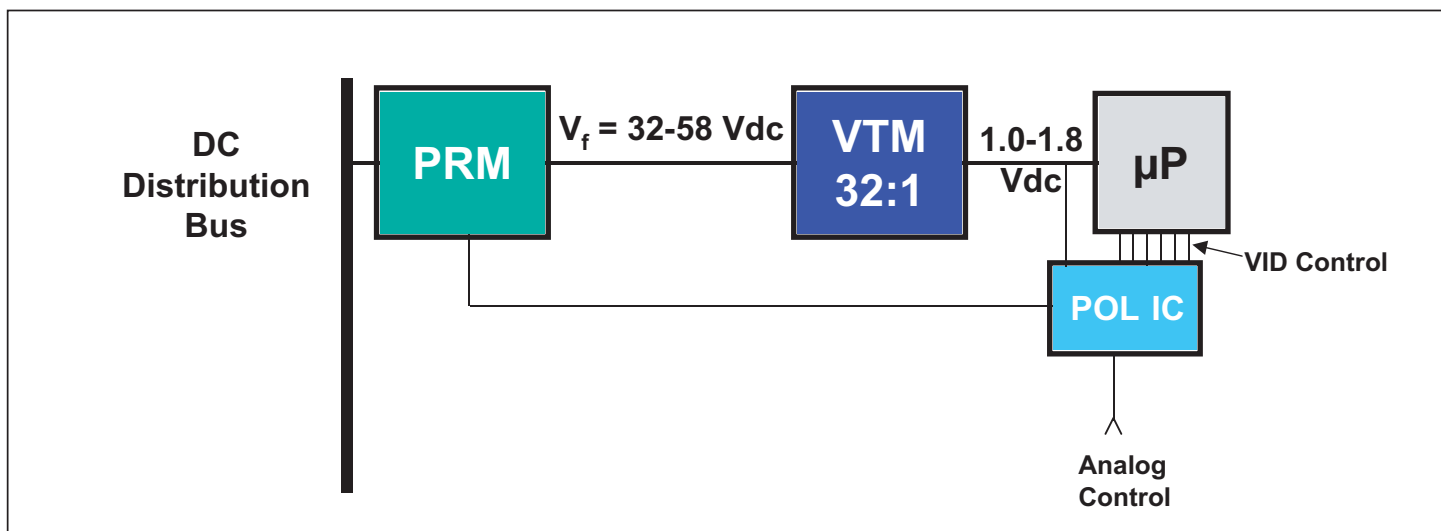 DC
Distribution
Bus
PRM
V_f = 32-58 Vdc
VTM
32:1
1.0-1.8
Vdc
µP
VID Control
POL IC
Analog
Control